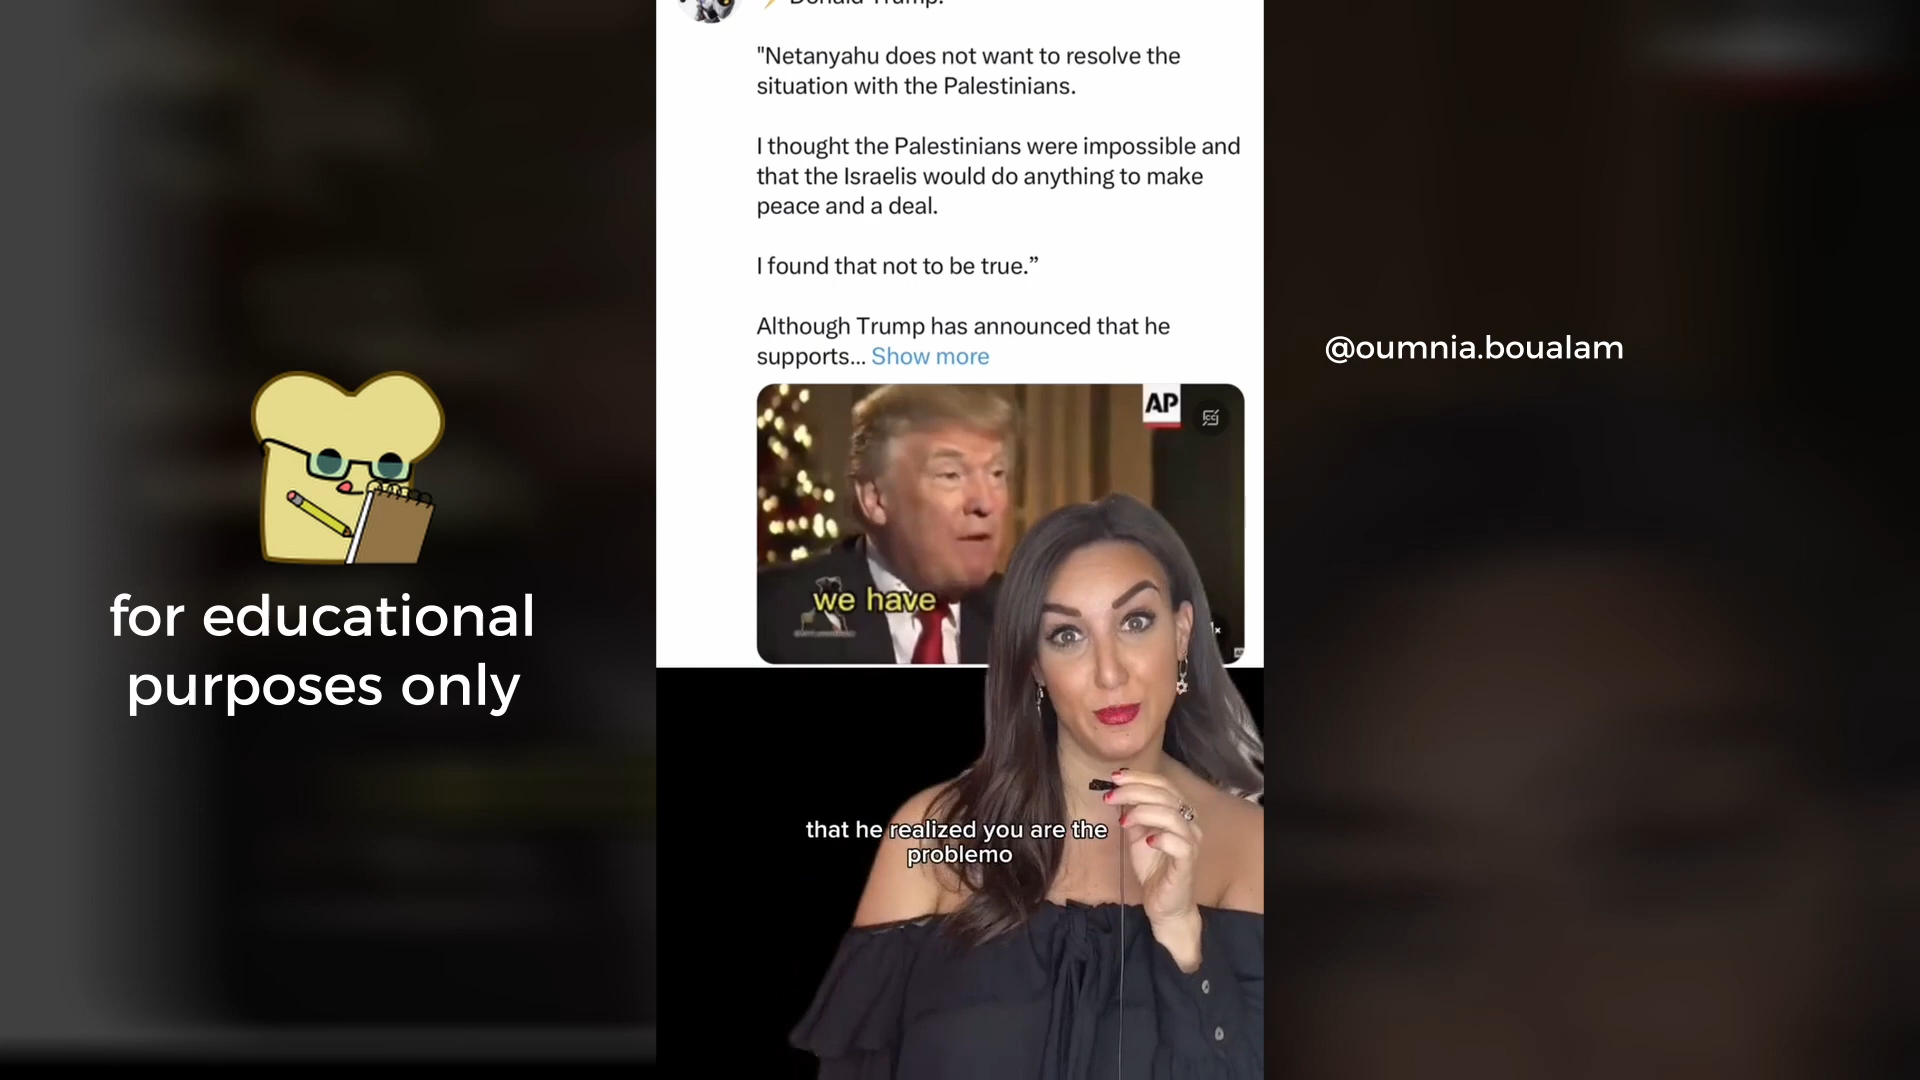 Donald Trump:
"Netanyahu does not want to resolve the
situation with the Palestinians.
I thought the Palestinians were impossible and
that the Israelis would do anything to make
peace and a deal.
I found that not to be true.”
Although Trump has announced that he
supports... Show more
AP
we have
that he realized you are the
problemo
for educational
purposes only
@oumnia.boualam